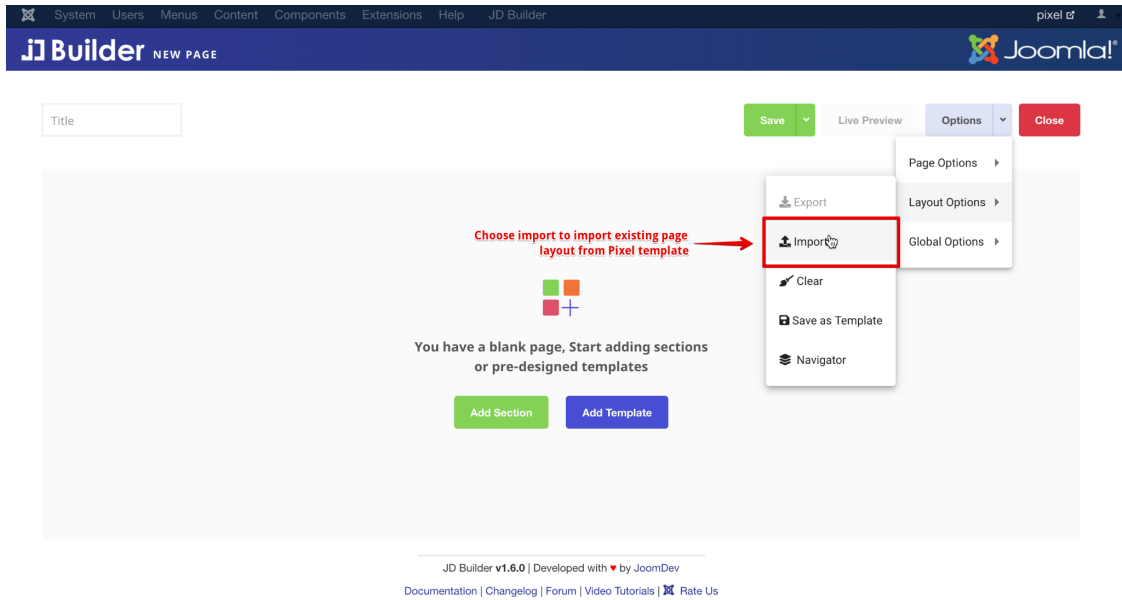 System Users Menus Content Components Extensions Help JD Builder pixel
JD Builder NEW PAGE Joomla!®
Title
Save Live Preview Options Close
Page Options
Export Layout Options
Choose import to import existing page
layout from Pixel template
Import Global Options
Clear
Save as Template
You have a blank page, Start adding sections
or pre-designed templates
Navigator
Add Section Add Template
JD Builder v1.6.0 | Developed with ♥ by JoomDev
Documentation | Changelog | Forum | Video Tutorials | Rate Us